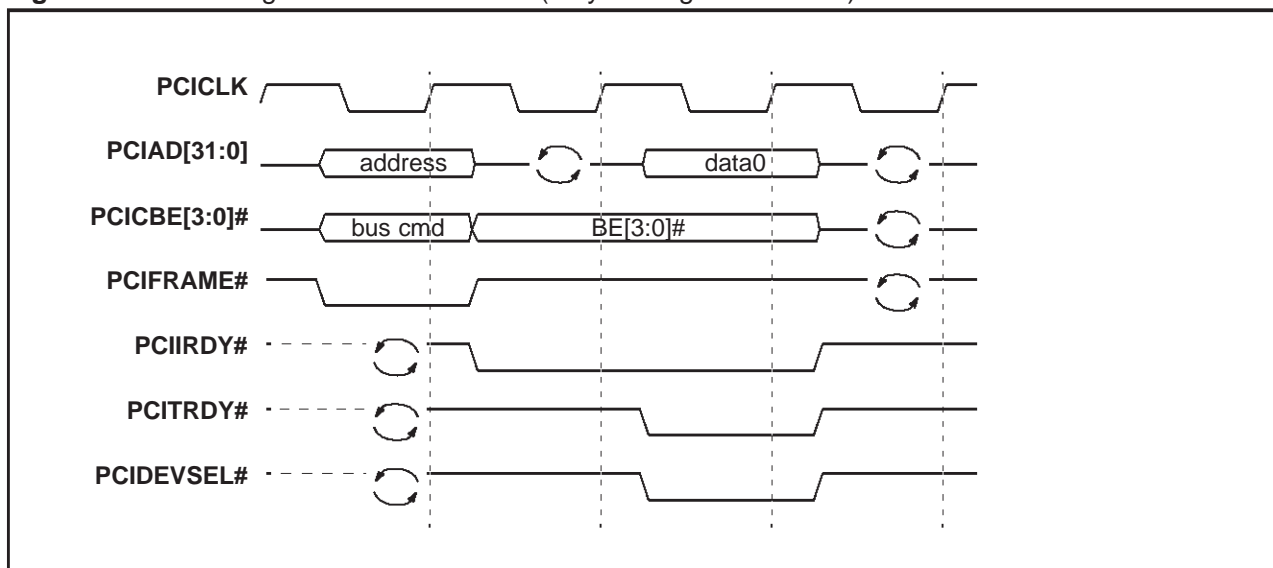 PCICLK
PCIAD[31:0]
address
data0
PCICBE[3:0]#
bus cmd
BE[3:0]#
PCIFRAME#
PCIIRDY#
PCITRDY#
PCIDEVSEL#